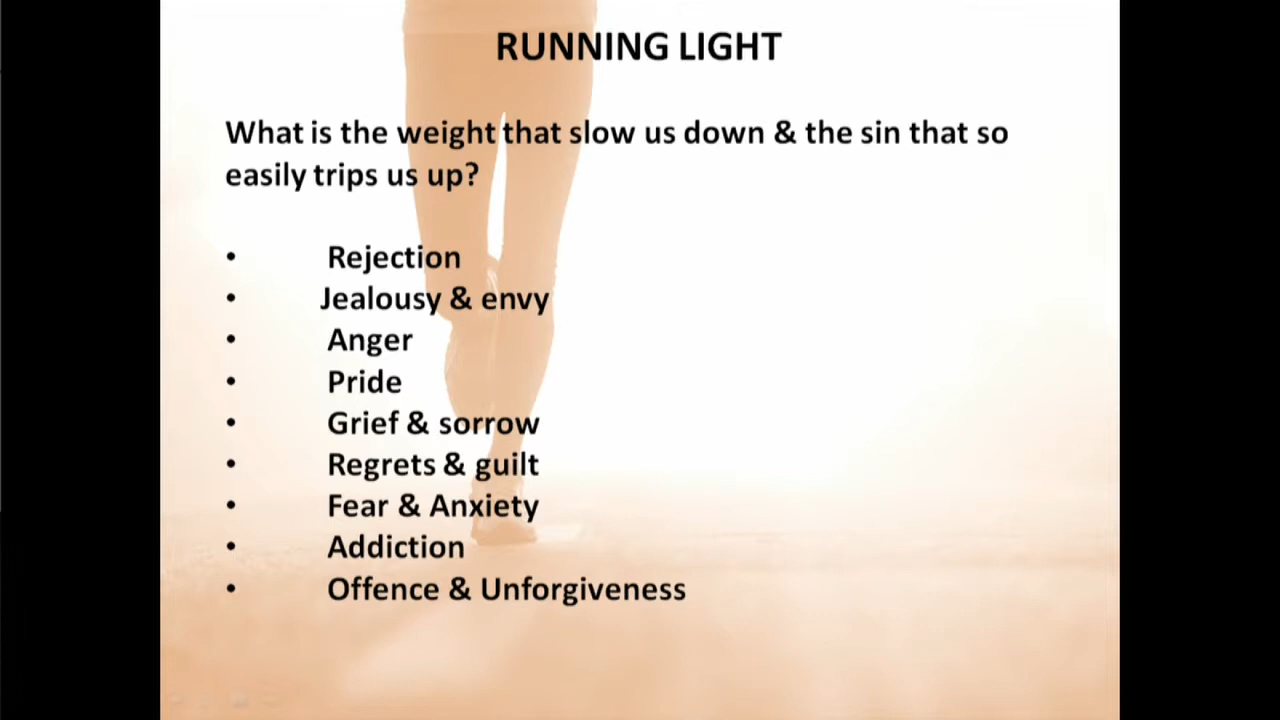 RUNNING LIGHT
What is the weight that slow us down & the sin that so
easily trips us up?
• Rejection
• Jealousy & envy
• Anger
• Pride
• Grief & sorrow
• Regrets & guilt
• Fear & Anxiety
• Addiction
• Offence & Unforgiveness